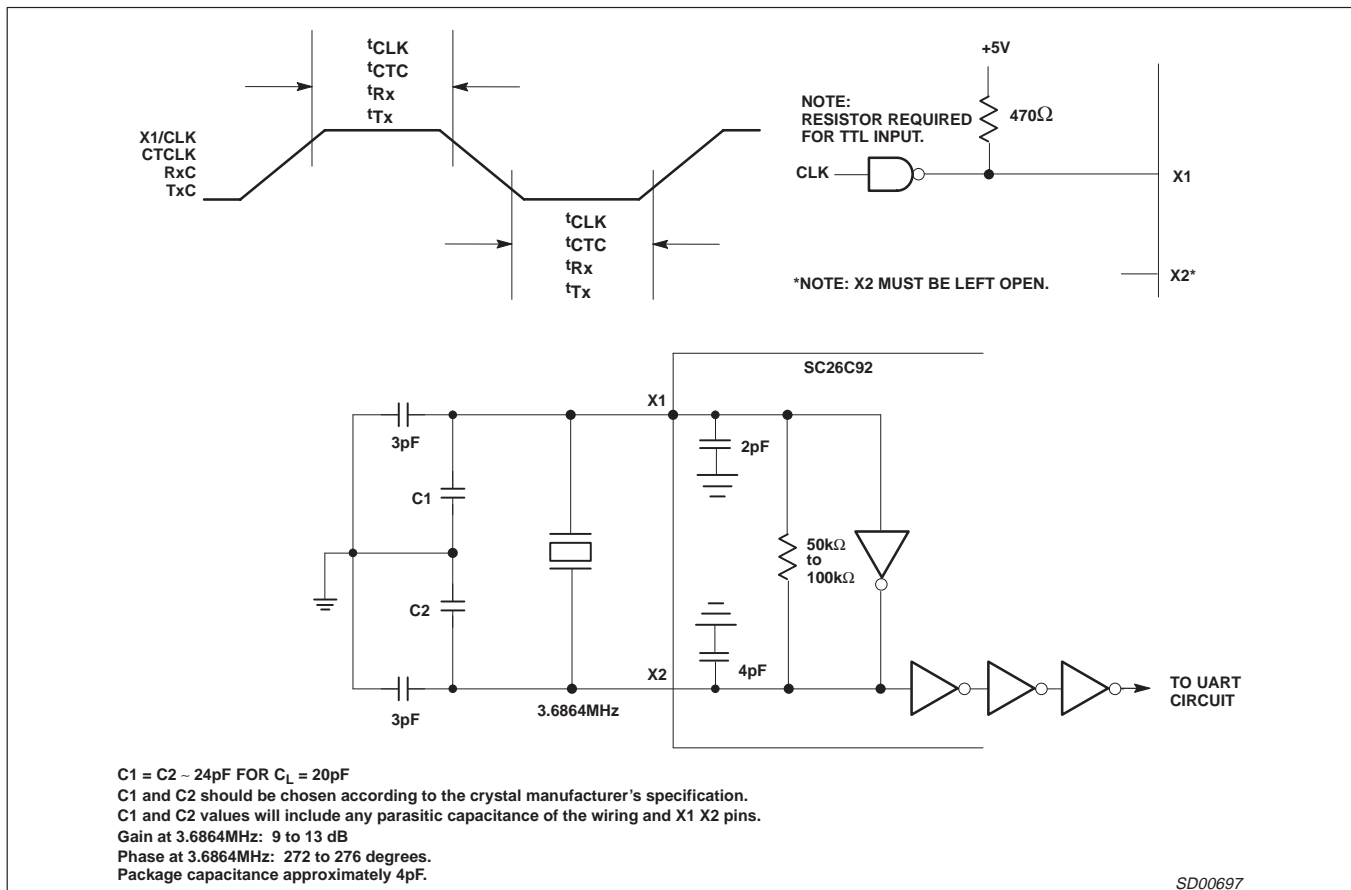 tCLK
tCTC
tRx
tTx
X1/CLK
CTCLK
RxC
TxC
tCLK
tCTC
tRx
tTx
+5V
NOTE:
RESISTOR REQUIRED
FOR TTL INPUT.
470Ω
CLK
X1
*NOTE: X2 MUST BE LEFT OPEN.
X2*
SC26C92
X1
3pF
2pF
C1
50kΩ
to
100kΩ
C2
X2
4pF
3pF
3.6864MHz
TO UART
CIRCUIT
C1 = C2 ~ 24pF FOR CL = 20pF
C1 and C2 should be chosen according to the crystal manufacturer's specification.
C1 and C2 values will include any parasitic capacitance of the wiring and X1 X2 pins.
Gain at 3.6864MHz: 9 to 13 dB
Phase at 3.6864MHz: 272 to 276 degrees.
Package capacitance approximately 4pF.
SD00697